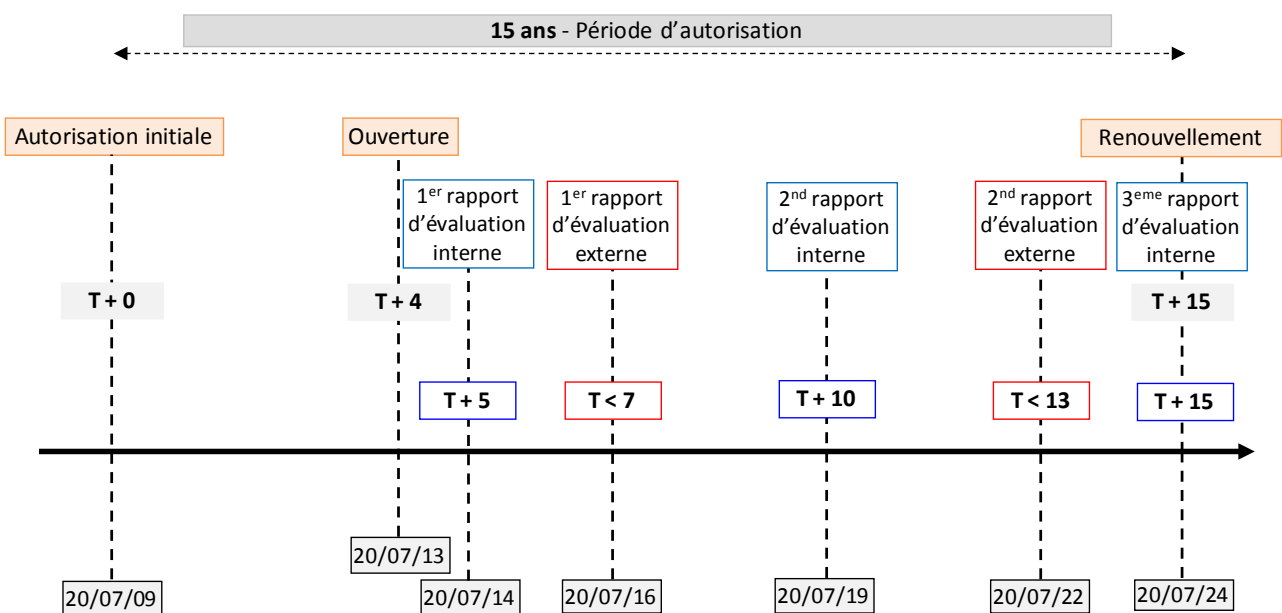 15 ans - Période d'autorisation
Autorisation initiale
Ouverture
Renouvellement
1er rapport
d'évaluation
interne
1er rapport
d'évaluation
externe
2nd rapport
d'évaluation
interne
2nd rapport
d'évaluation
externe
3eme rapport
d'évaluation
interne
T + 0
T + 4
T + 15
T + 5
T < 7
T + 10
T < 13
T + 15
20/07/13
20/07/09
20/07/14
20/07/16
20/07/19
20/07/22
20/07/24